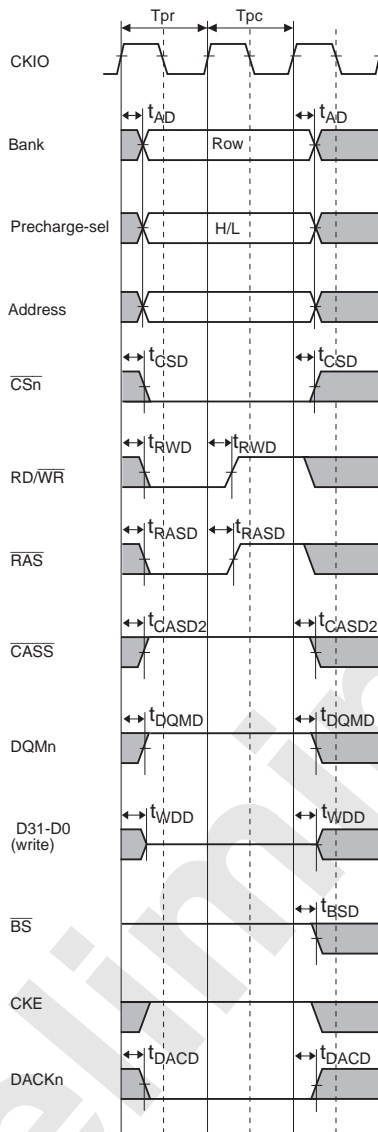 Tpr Tpc
CKIO
tAD tAD
Bank Row
Precharge-sel H/L
Address
tCSD tCSD
CSn
tRWD tRWD
RD/WR
tRASD tRASD
RAS
tCASD2 tCASD2
CASS
tDQMD tDQMD
DQMn
tWDD tWDD
D31-D0
(write)
tBSD
BS
CKE
tDACD tDACD
DACKn
elimin